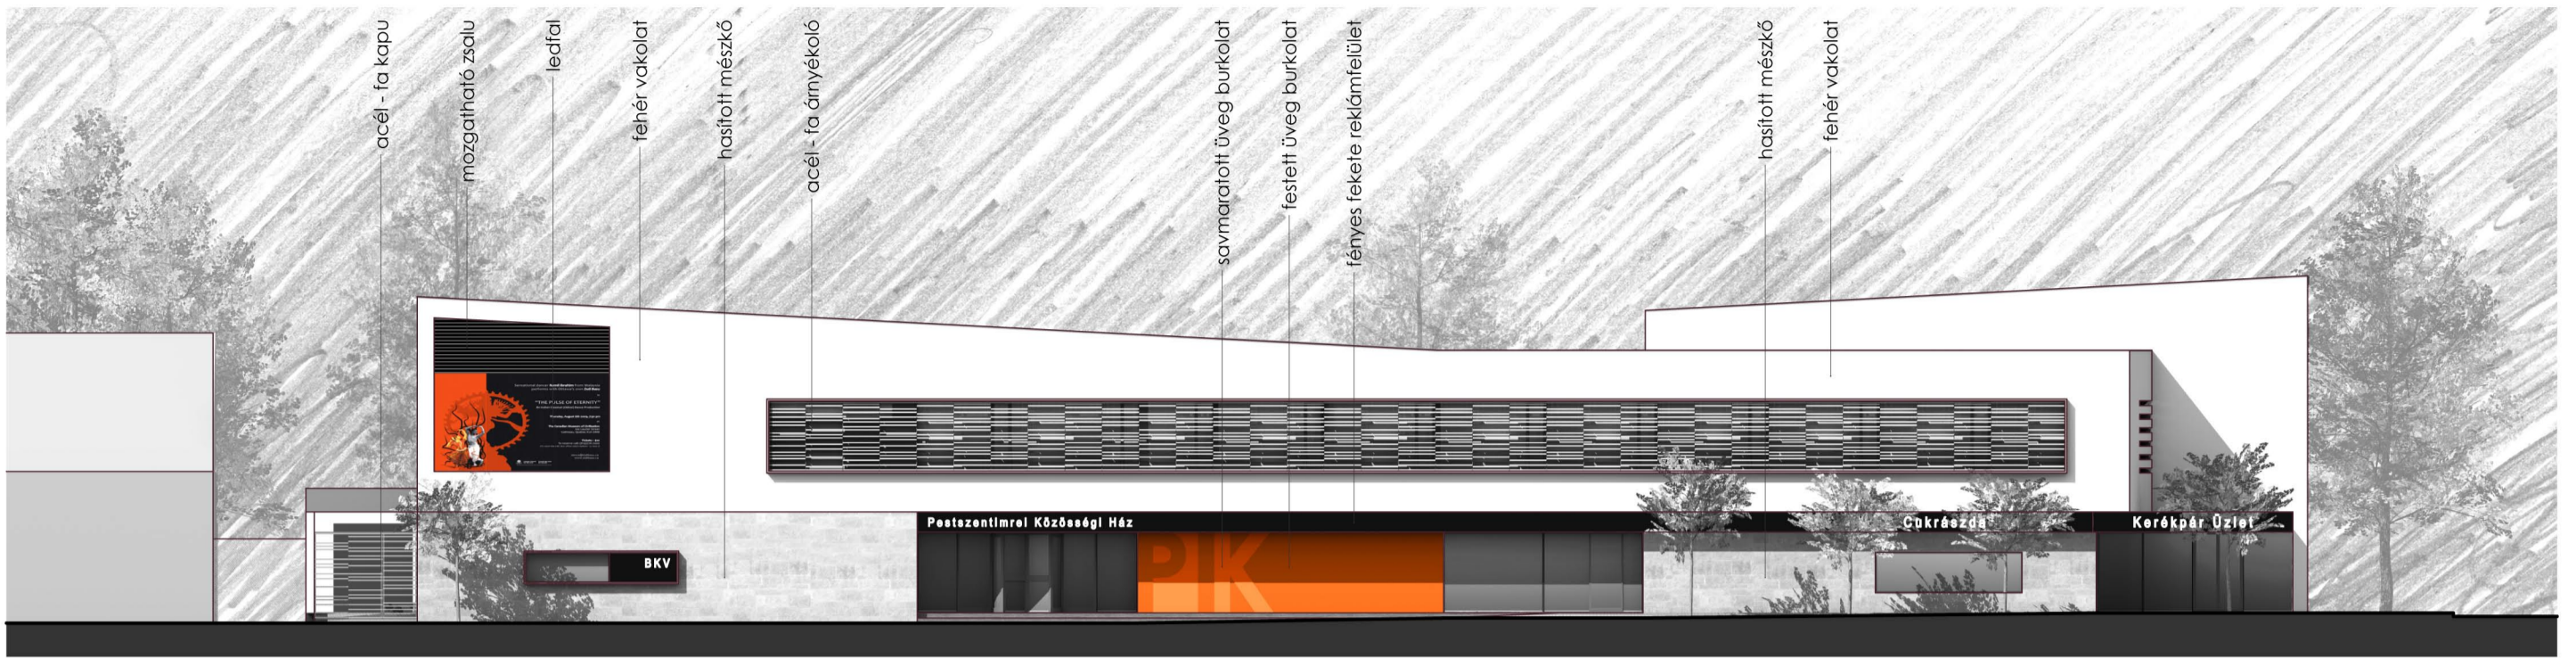 acél - fa kapu
mozgatható zsalu
ledfal
fehér vakolat
hasított mészkő
acél - fa árnyékoló
savmaratott üveg burkolat
festett üveg burkolat
fényes fekete reklámfelület
hasított mészkő
fehér vakolat
"THE PULSE OF ETERNITY"
Pestszentimrei Közösségi Ház
Cukrászda
Kerékpár Üzlet
BKV
PIK